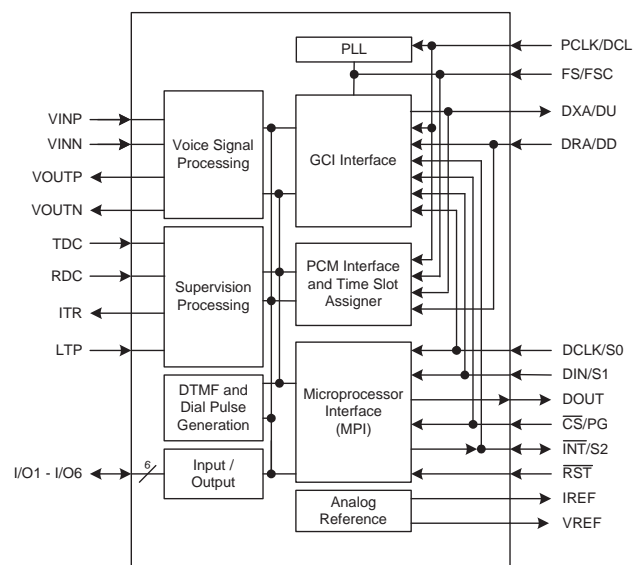 PLL
PCLK/DCL
FS/FSC
VINP
VINN
VOUTP
VOUTN
Voice Signal
Processing
GCI Interface
DXA/DU
DRA/DD
TDC
RDC
ITR
LTP
Supervision
Processing
PCM Interface
and Time Slot
Assigner
DTMF and
Dial Pulse
Generation
Microprocessor
Interface
(MPI)
DCLK/S0
DIN/S1
DOUT
CS/PG
INT/S2
RST
I/O1 - I/O6
6
Input /
Output
Analog
Reference
IREF
VREF